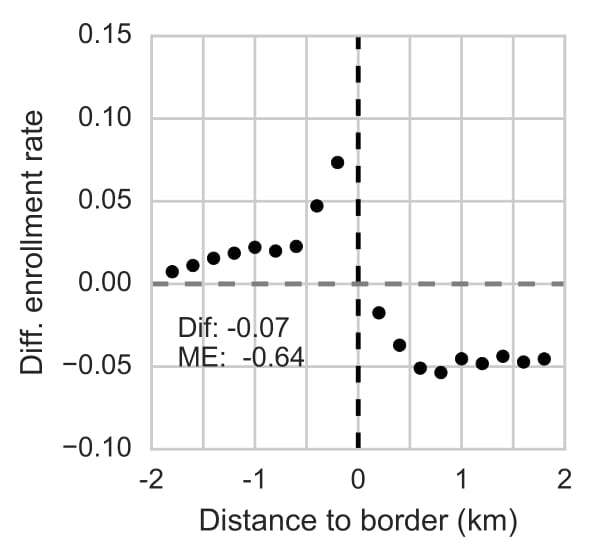 0.15
0.10
0.05
0.00
−0.05
−0.10
Diff. enrollment rate
Dif: -0.07
ME: -0.64
-2 -1 0 1 2
Distance to border (km)